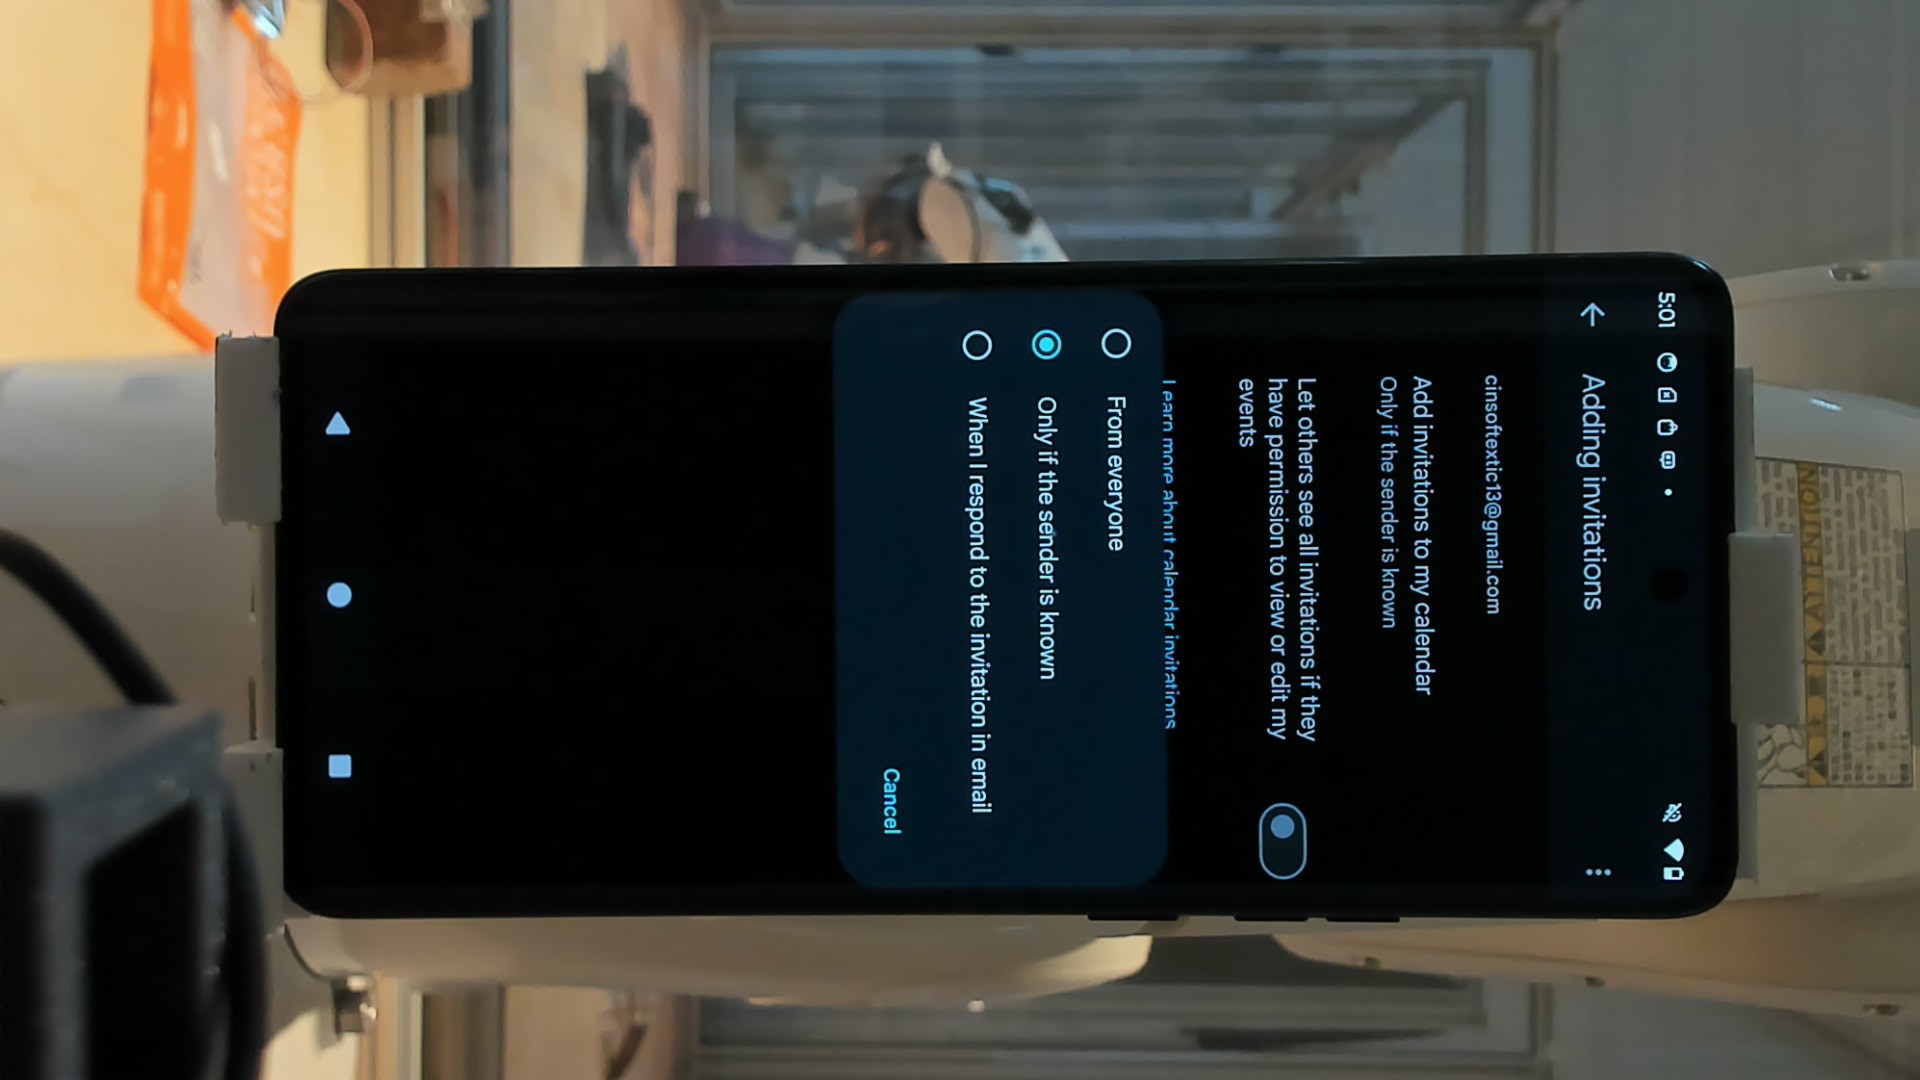 5:01
Adding invitations
cinsoftextic13@gmail.com
Add invitations to my calendar
Only if the sender is known
Let others see all invitations if they
have permission to view or edit my
events
Learn more about calendar invitations
From everyone
Only if the sender is known
When I respond to the invitation in email
Cancel